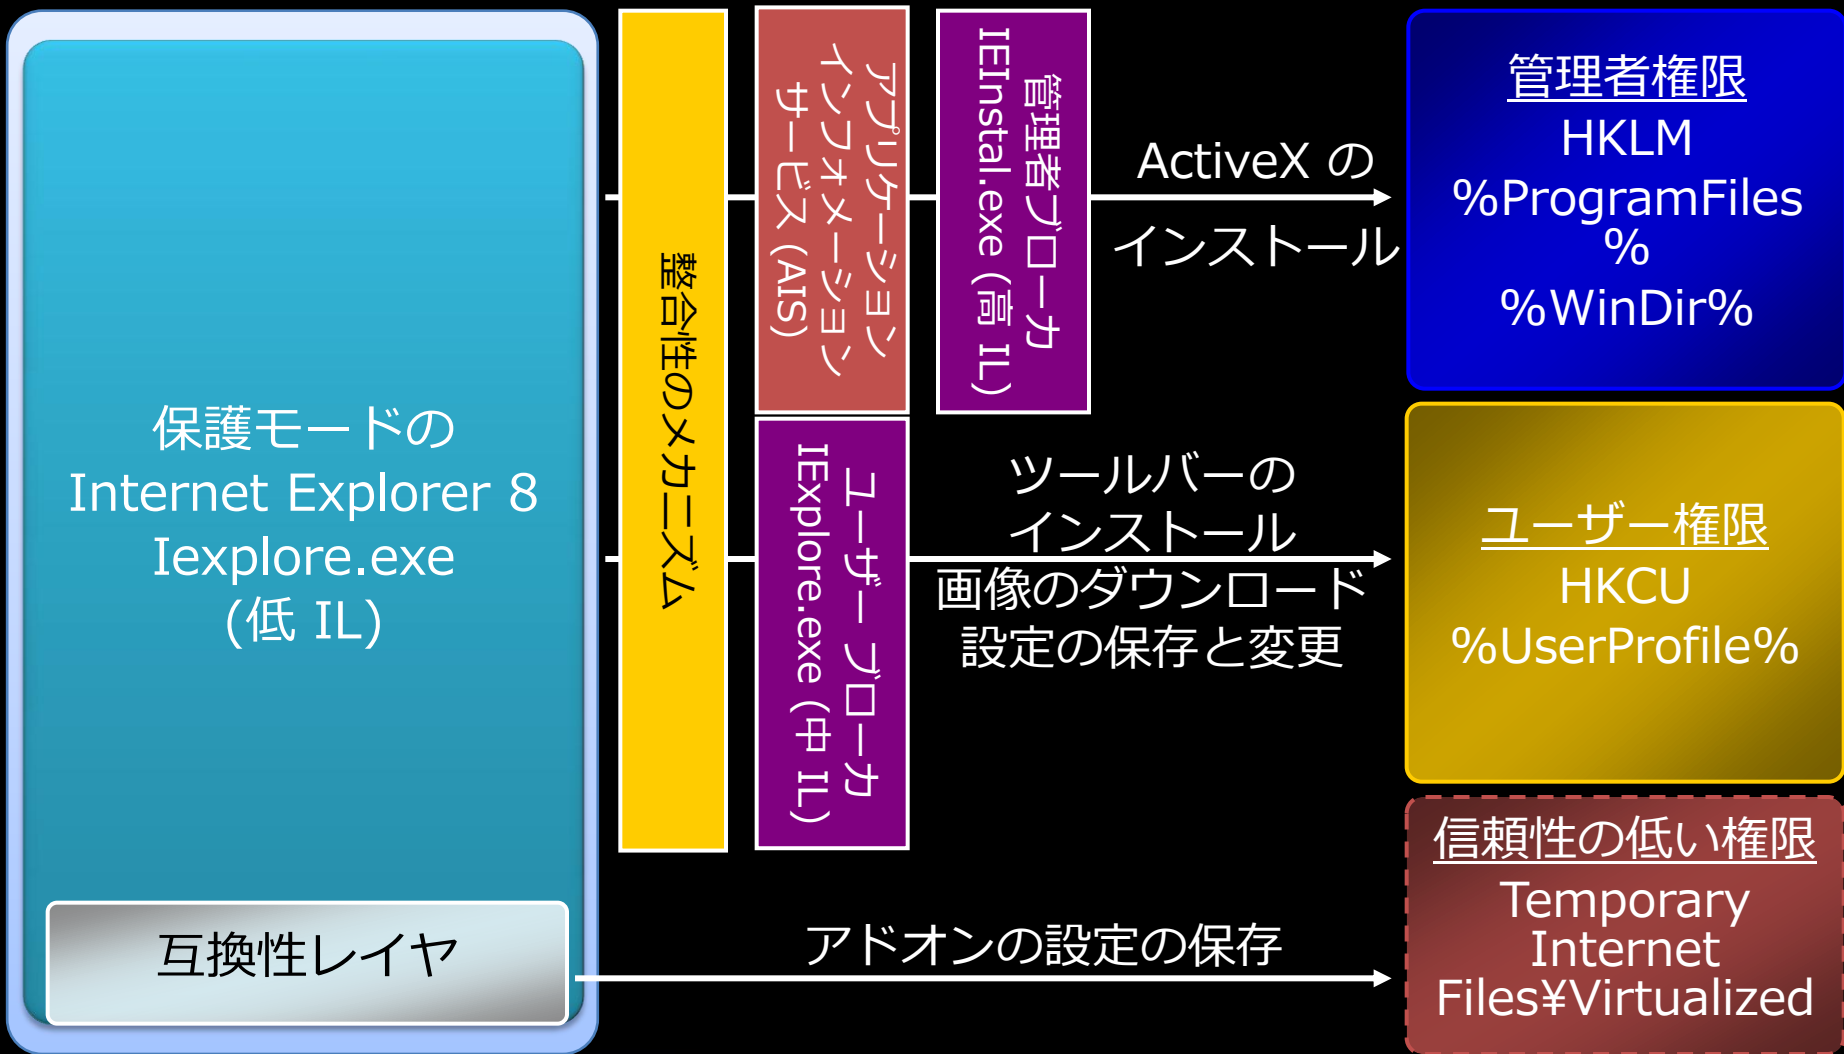 保護モードの
Internet Explorer 8
Iexplore.exe
(低 IL)
互換性レイヤ
整合性のメカニズム
アプリケーション
インフォメーション
サービス (AIS)
管理者ブローカ
IEInstal.exe (高 IL)
ActiveX の
インストール
管理者権限
HKLM
%ProgramFiles
%
%WinDir%
ユーザー ブローカ
IExplore.exe (中 IL)
ツールバーの
インストール
画像のダウンロード
設定の保存と変更
ユーザー権限
HKCU
%UserProfile%
アドオンの設定の保存
信頼性の低い権限
Temporary
Internet
Files¥Virtualized